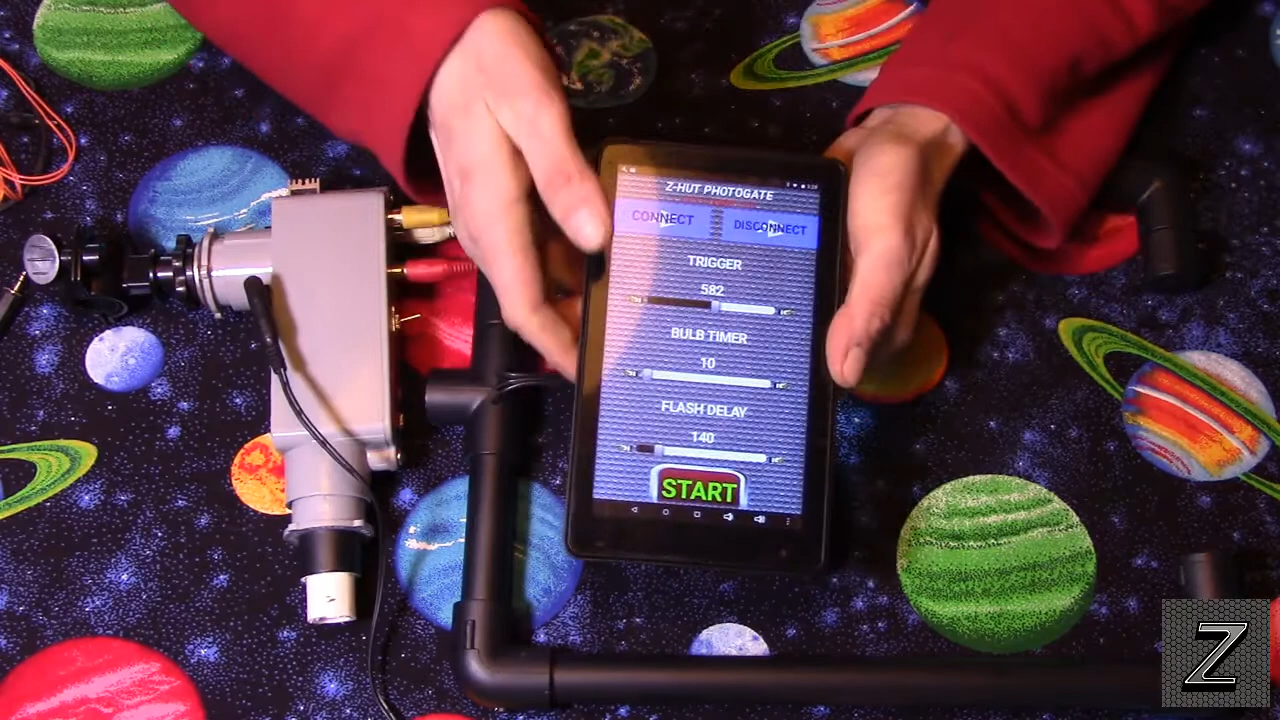 Z-HUT PHOTOGATE
CONNECT DISCONNECT
TRIGGER
582
BULB TIMER
10
FLASH DELAY
140
START
Z